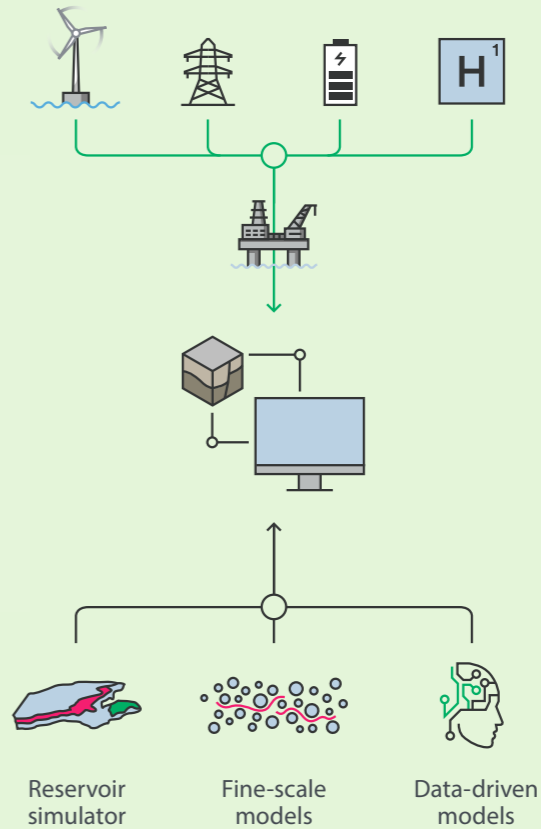 H 1
Reservoir
simulator
Fine-scale
models
Data-driven
models